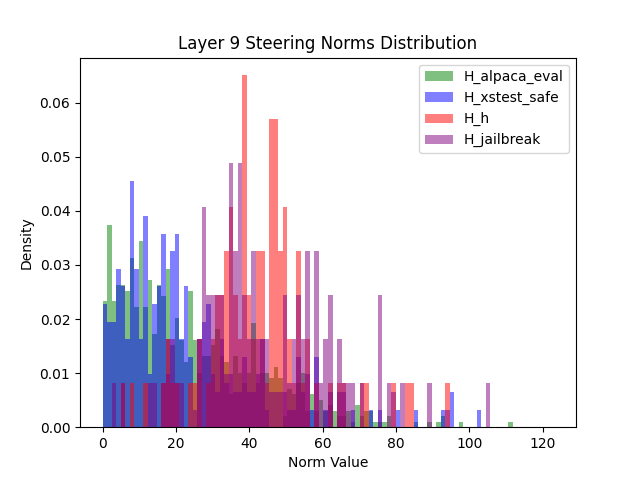 Layer 9 Steering Norms Distribution
H_alpaca_eval
H_xstest_safe
H_h
H_jailbreak
Density
0.06
0.05
0.04
0.03
0.02
0.01
0.00
0 20 40 60 80 100 120
Norm Value